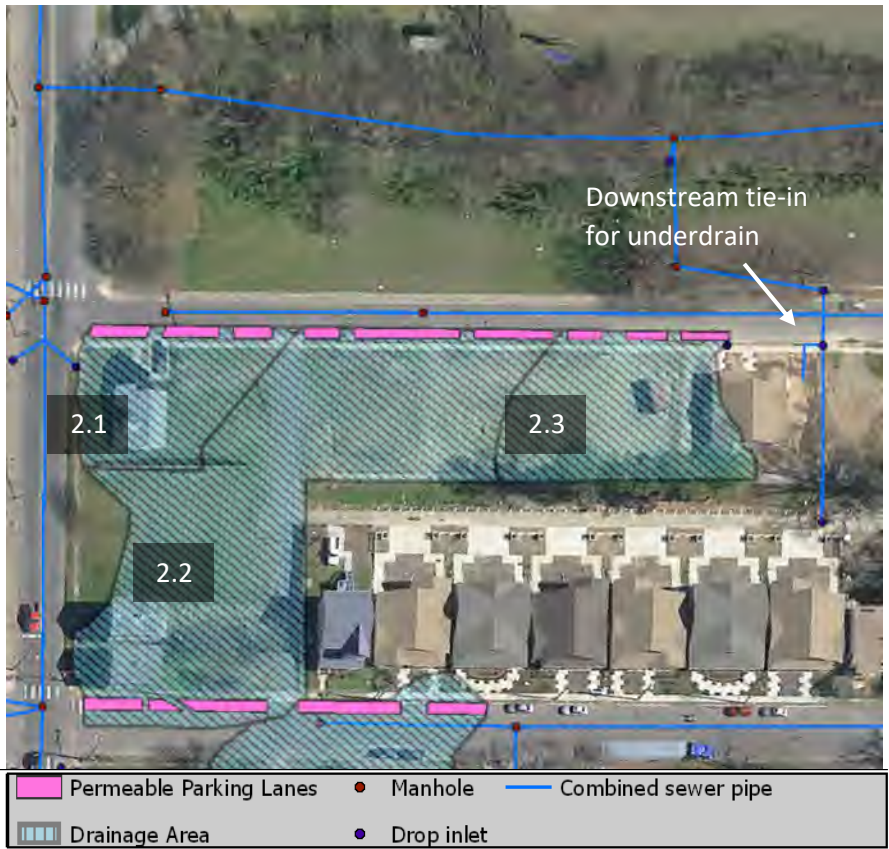 Downstream tie-in
for underdrain
2.1
2.3
2.2
Permeable Parking Lanes
Manhole
Combined sewer pipe
Drainage Area
Drop inlet